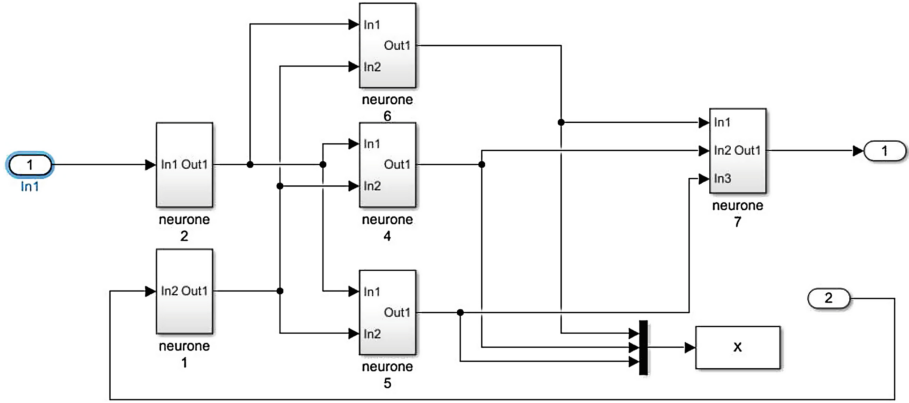 In1
Out1
In2
neurone
6
1
In1
In1 Out1
neurone
2
In1
Out1
In2
neurone
4
In1
In2 Out1
In3
neurone
7
1
In2 Out1
neurone
1
In1
Out1
In2
neurone
5
2
x